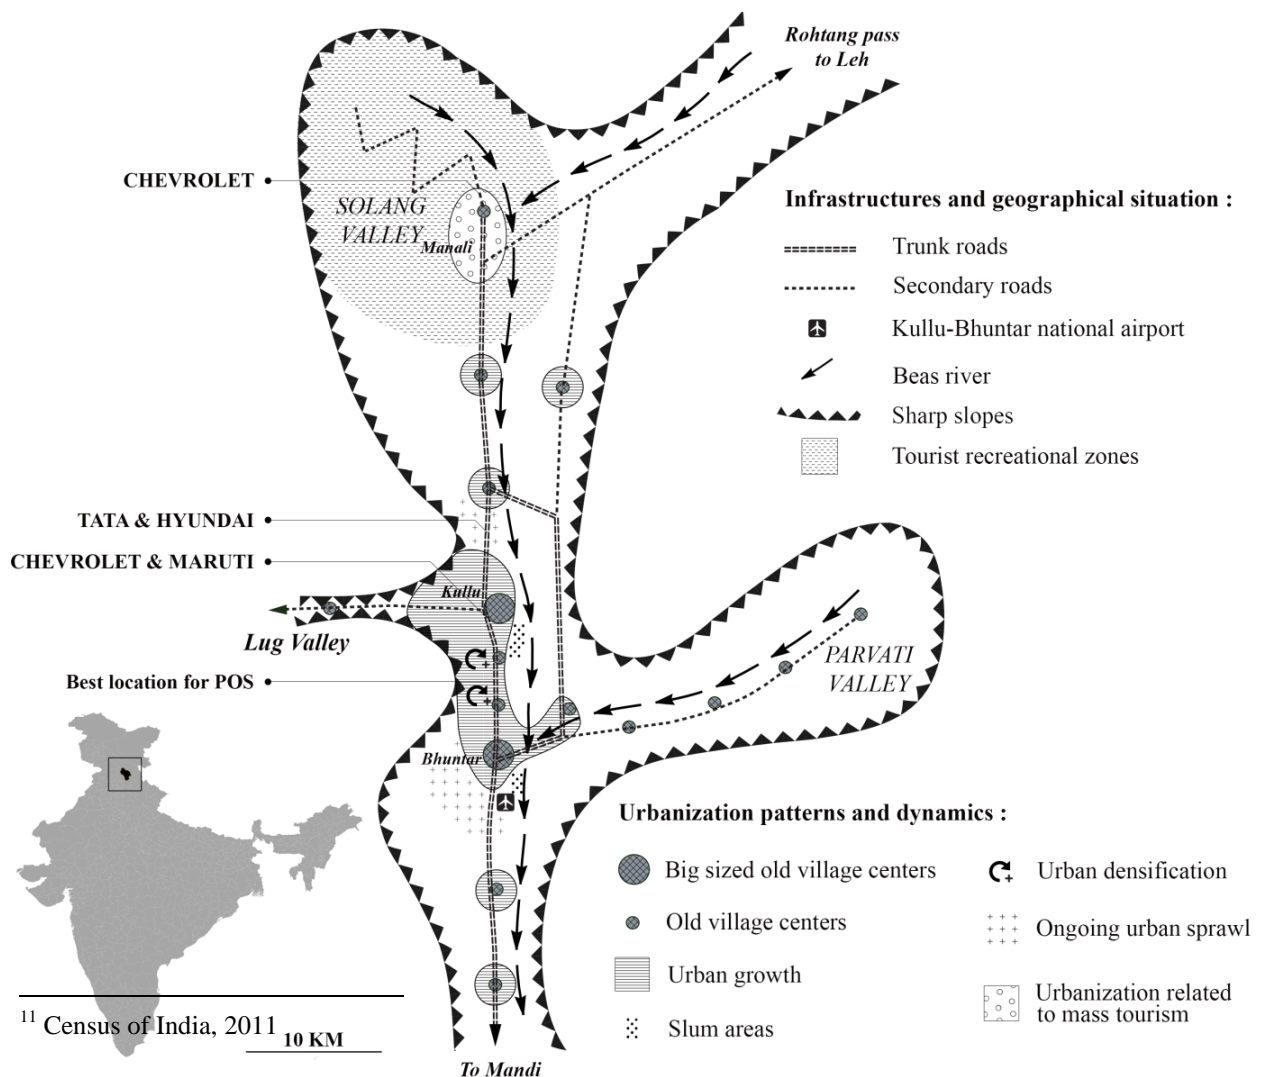 Rohtang pass
to Leh
CHEVROLET
SOLANG
VALLEY
Manali
Infrastructures and geographical situation :
Trunk roads
Secondary roads
Kullu-Bhuntar national airport
Beas river
Sharp slopes
Tourist recreational zones
TATA & HYUNDAI
CHEVROLET & MARUTI
Kullu
Lug Valley
PARVATI
VALLEY
Best location for POS
Bhuntar
Urbanization patterns and dynamics :
Big sized old village centers
Old village centers
Urban growth
Slum areas
Urban densification
Ongoing urban sprawl
Urbanization related
to mass tourism
11 Census of India, 2011
10 KM
To Mandi